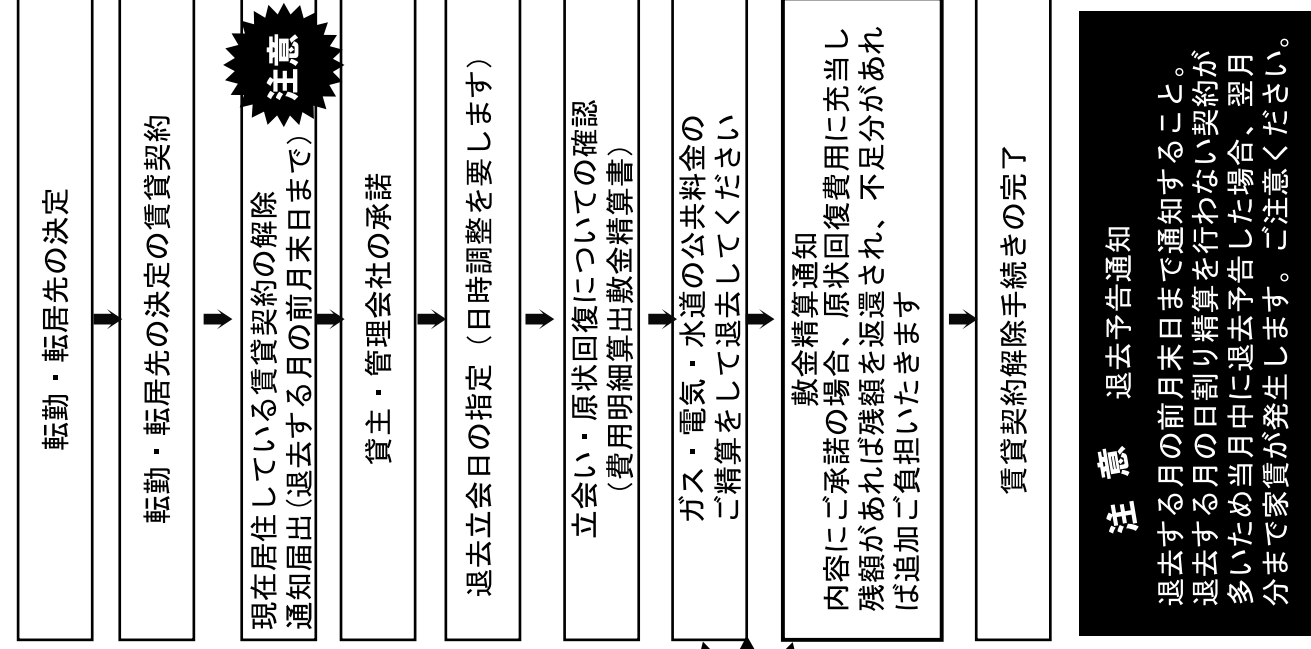 転勤・転居先の決定
転勤・転居先の決定の賃貸契約
注意
現在居住している賃貸契約の解除
通知届出（退去する月の前月末日まで）
貸主・管理会社の承諾
退去立会日の指定（日時調整を要します）
立会い・原状回復についての確認
（費用明細算出敷金精算書）
ガス・電気・水道の公共料金の
ご精算をして退去してください
敷金精算通知
内容にご承諾の場合、原状回復費用に充当し
残額があれば残額を返還され、不足分があれ
ば追加ご負担いたきます
賃貸契約解除手続きの完了
注 意 退去予告通知
退去する月の前月末日まで通知すること。
退去する月の日割り精算を行わない契約が
多いため当月中に退去予告した場合、翌月
分まで家賃が発生します。ご注意ください。